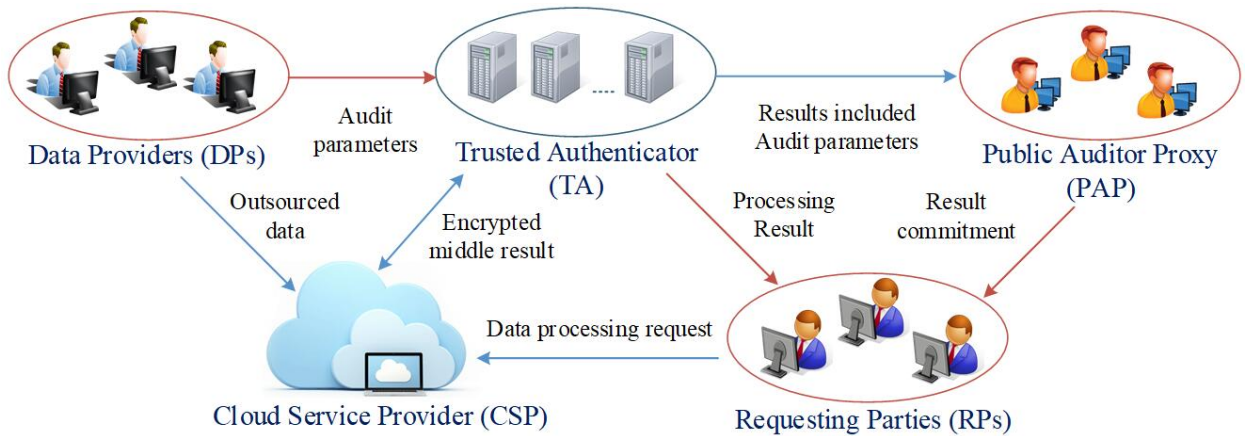 Audit
parameters
Results included
Audit parameters
Data Providers (DPs)
Trusted Authenticator
(TA)
Public Auditor Proxy
(PAP)
Outsourced
data
Encrypted
middle result
Processing
Result
Result
commitment
Data processing request
Cloud Service Provider (CSP)
Requesting Parties (RPs)